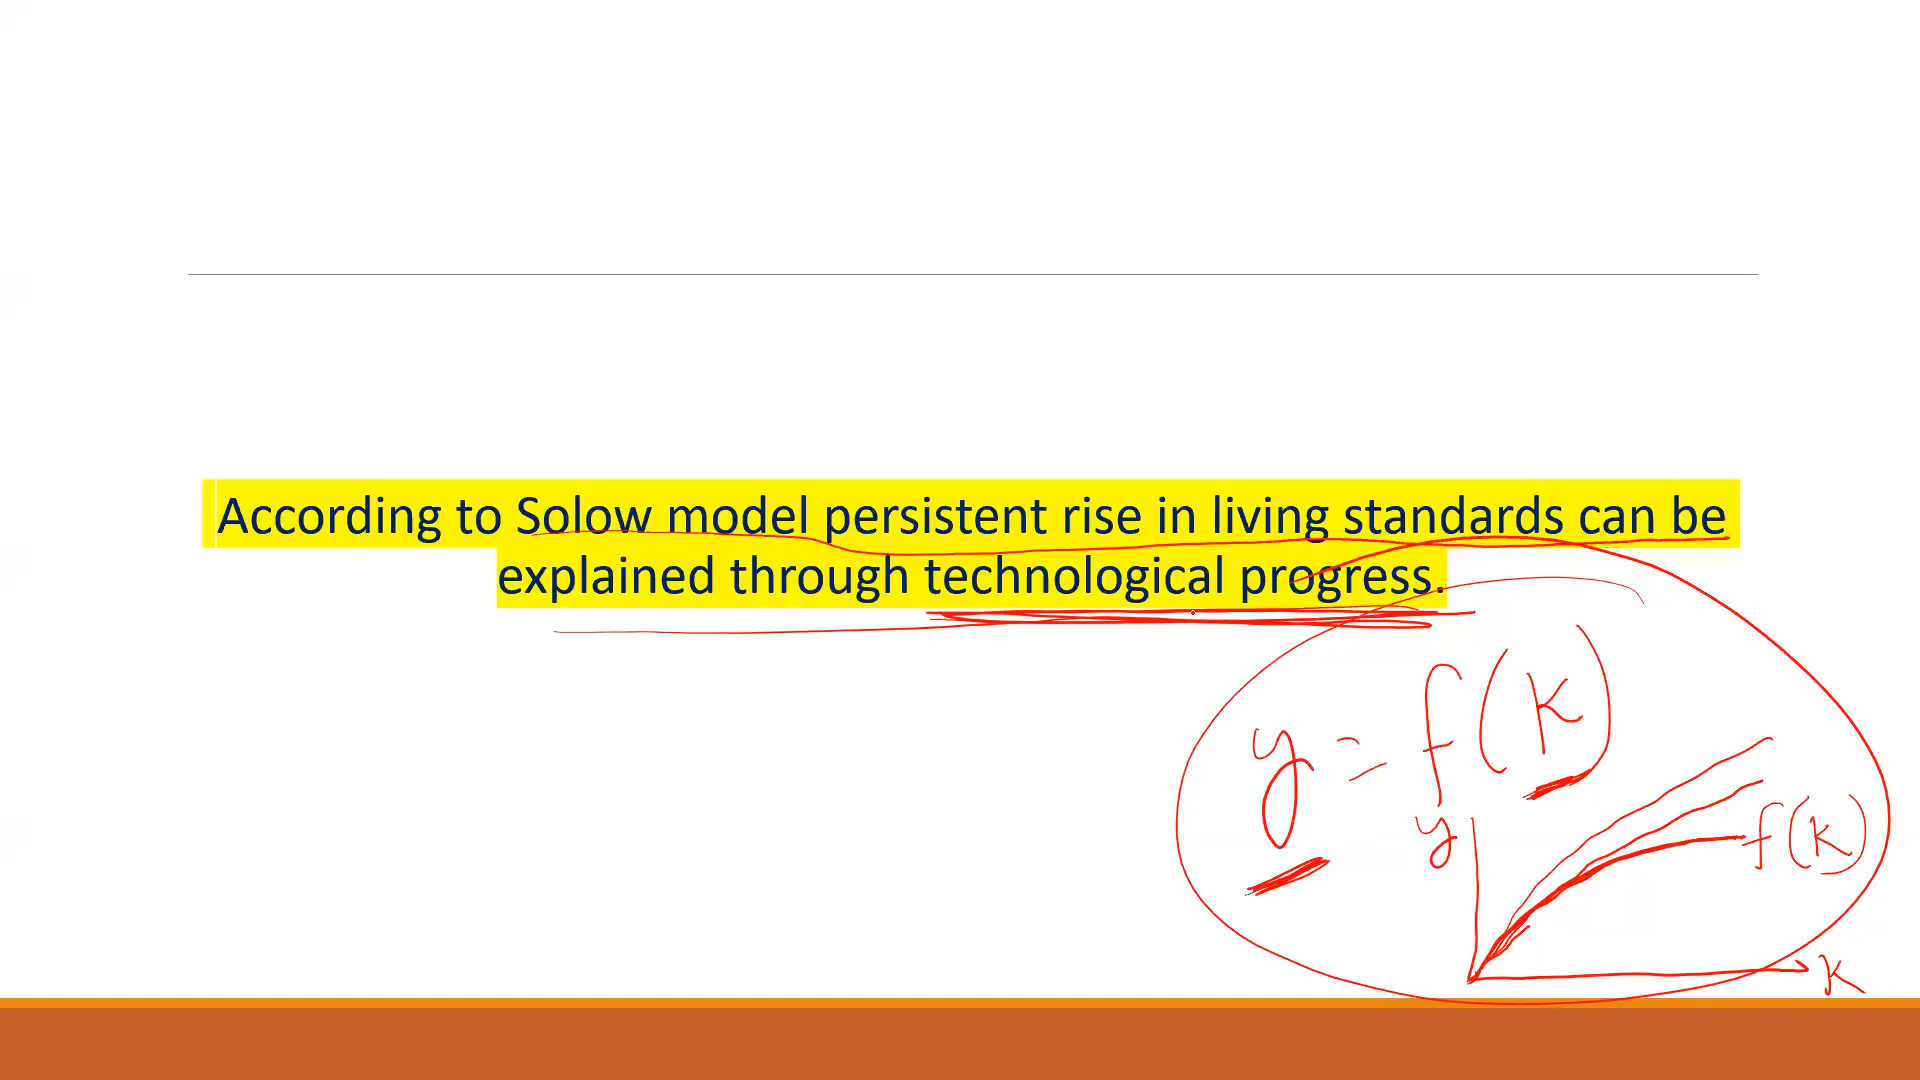 According to Solow model persistent rise in living standards can be
explained through technological progress.
y = f(k)
y
f(k)
k